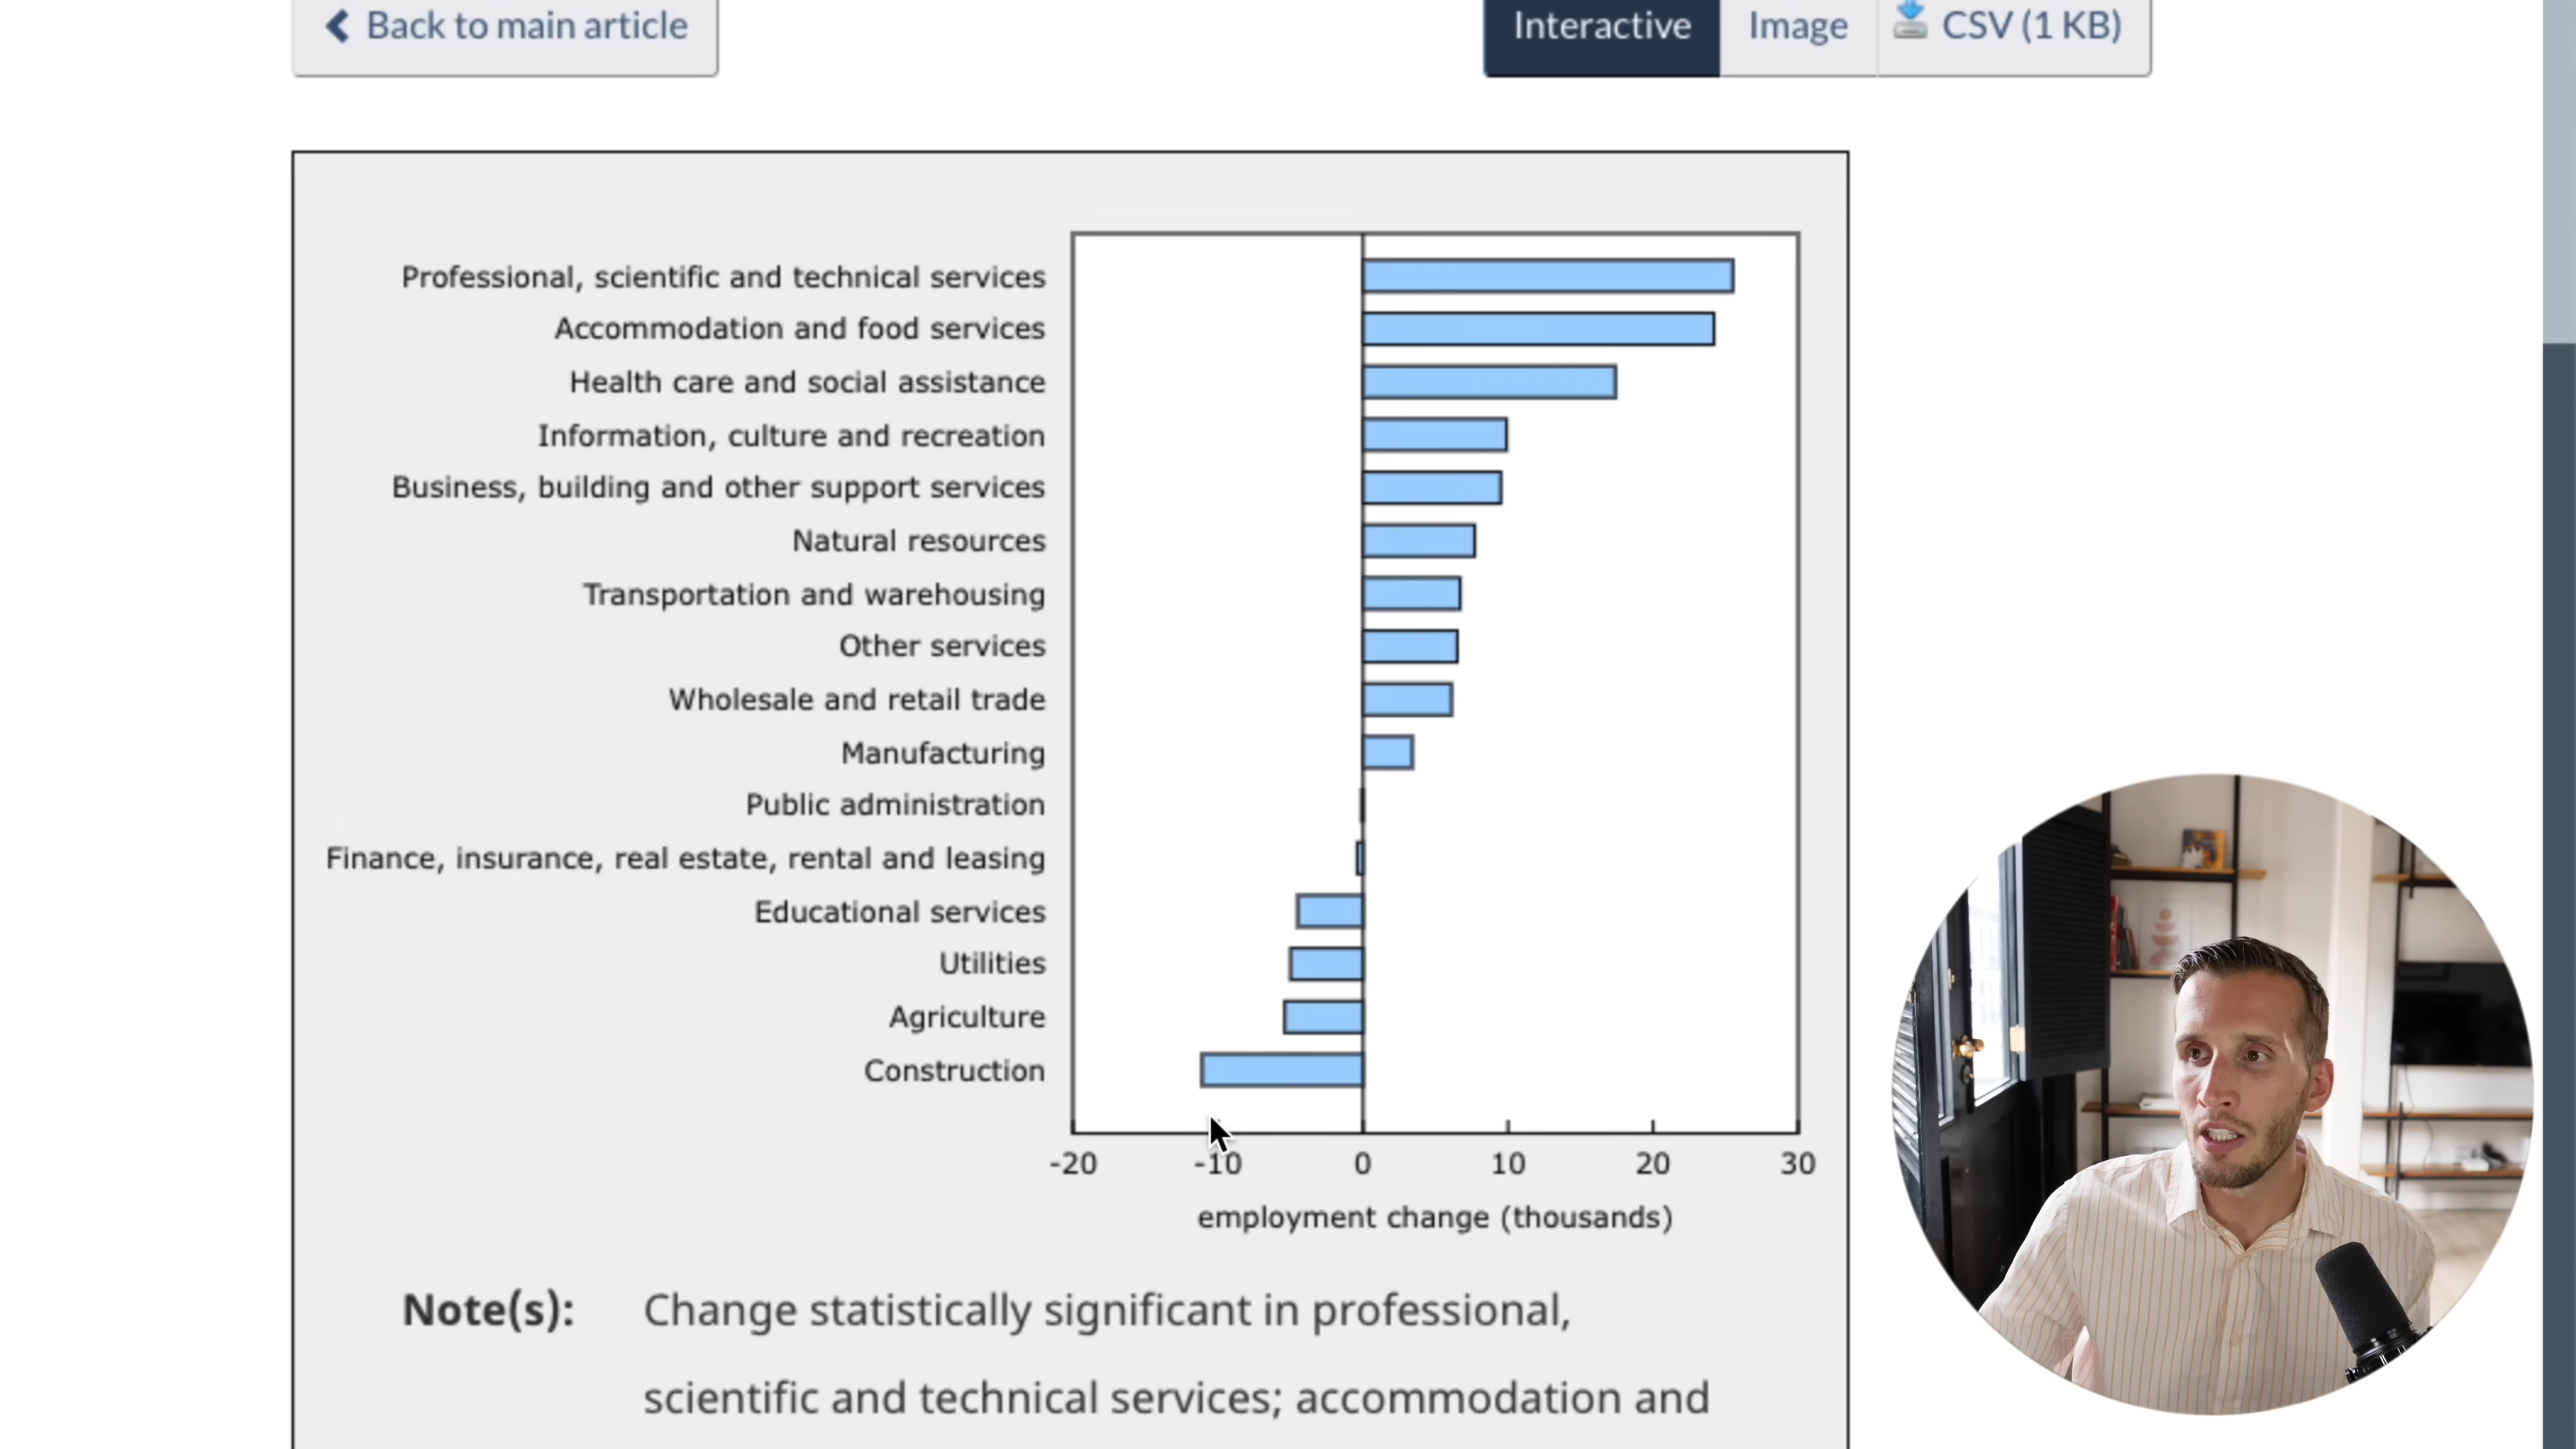 Back to main article
Interactive
Image
CSV (1 KB)
Professional, scientific and technical services
Accommodation and food services
Health care and social assistance
Information, culture and recreation
Business, building and other support services
Natural resources
Transportation and warehousing
Other services
Wholesale and retail trade
Manufacturing
Public administration
Finance, insurance, real estate, rental and leasing
Educational services
Utilities
Agriculture
Construction
-20 -10 0 10 20 30
employment change (thousands)
Note(s): Change statistically significant in professional,
scientific and technical services; accommodation and